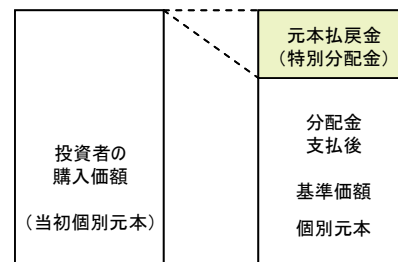 投資者の
購入価額
（当初個別元本）
元本払戻金
（特別分配金）
分配金
支払後
基準価額
個別元本